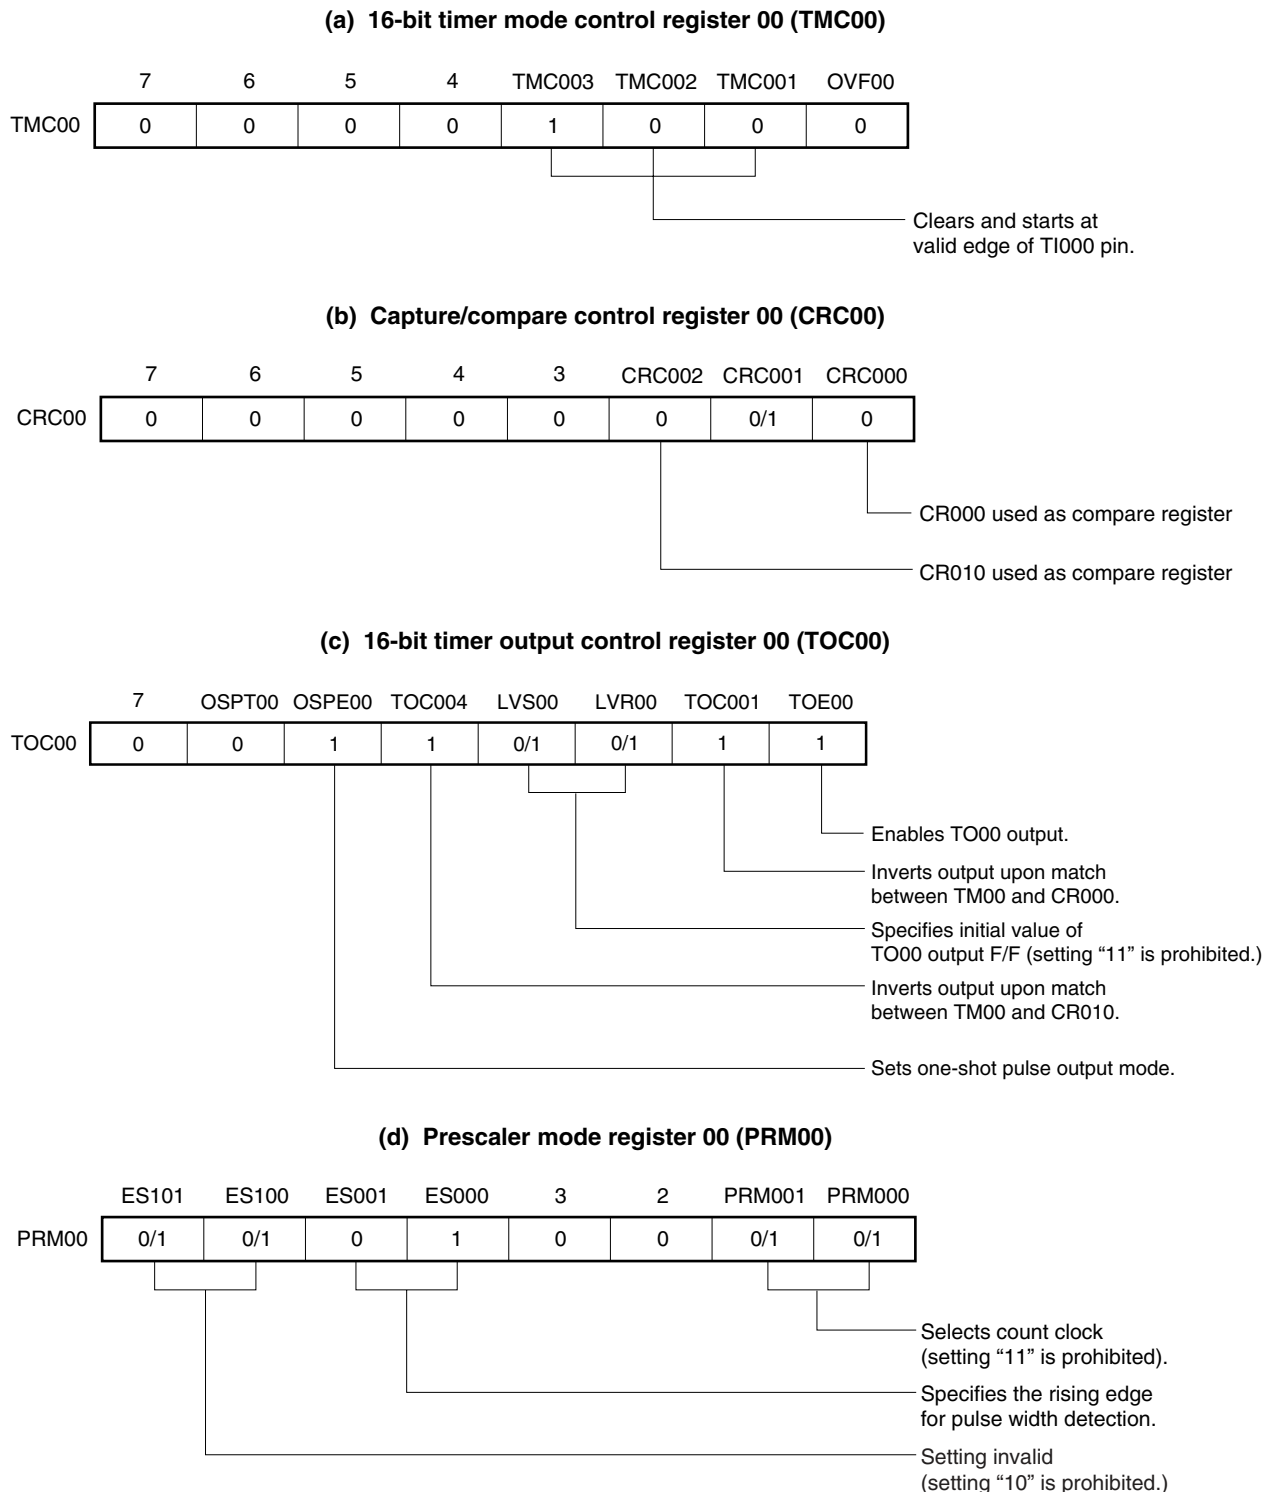 (a) 16-bit timer mode control register 00 (TMC00)
7 6 5 4 TMC003 TMC002 TMC001 OVF00
TMC00 0 0 0 0 1 0 0 0
Clears and starts at
valid edge of TI000 pin.
(b) Capture/compare control register 00 (CRC00)
7 6 5 4 3 CRC002 CRC001 CRC000
CRC00 0 0 0 0 0 0 0/1 0
CR000 used as compare register
CR010 used as compare register
(c) 16-bit timer output control register 00 (TOC00)
7 OSPT00 OSPE00 TOC004 LVS00 LVR00 TOC001 TOE00
TOC00 0 0 1 1 0/1 0/1 1 1
Enables TO00 output.
Inverts output upon match
between TM00 and CR000.
Specifies initial value of
TO00 output F/F (setting “11” is prohibited.)
Inverts output upon match
between TM00 and CR010.
Sets one-shot pulse output mode.
(d) Prescaler mode register 00 (PRM00)
ES101 ES100 ES001 ES000 3 2 PRM001 PRM000
PRM00 0/1 0/1 0 1 0 0 0/1 0/1
Selects count clock
(setting “11” is prohibited).
Specifies the rising edge
for pulse width detection.
Setting invalid
(setting “10” is prohibited.)